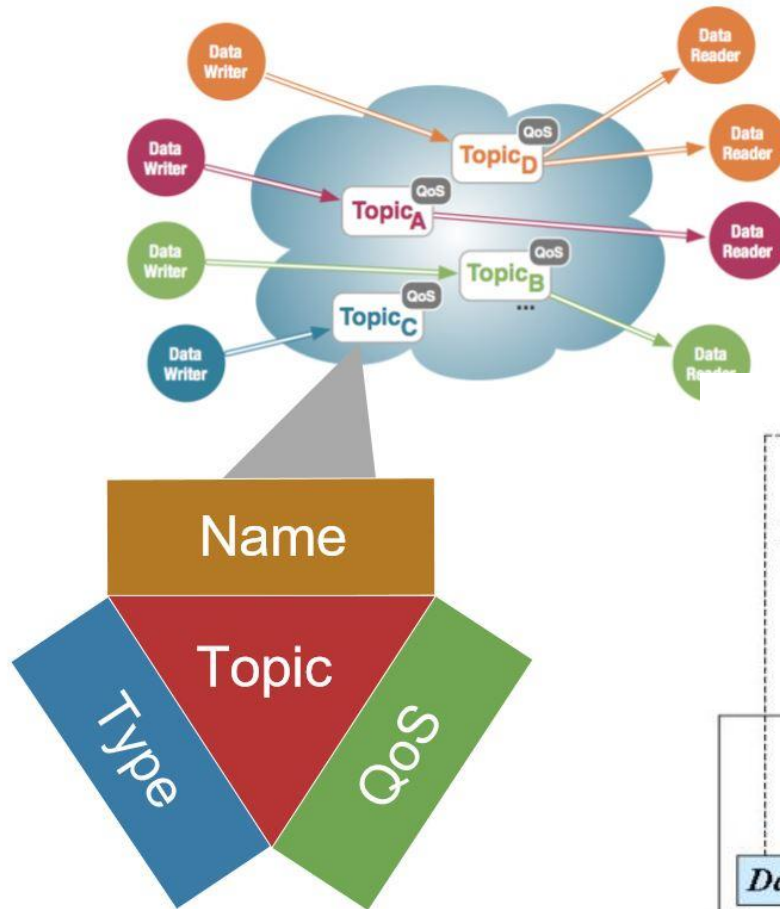 Data
Writer
Data
Reader
QoS
TopicD
Data
Reader
Data
Writer
QoS
TopicA
Data
Reader
Data
Writer
QoS
TopicB
...
QoS
TopicC
Data
Writer
Data
Name
Topic
Type
QoS